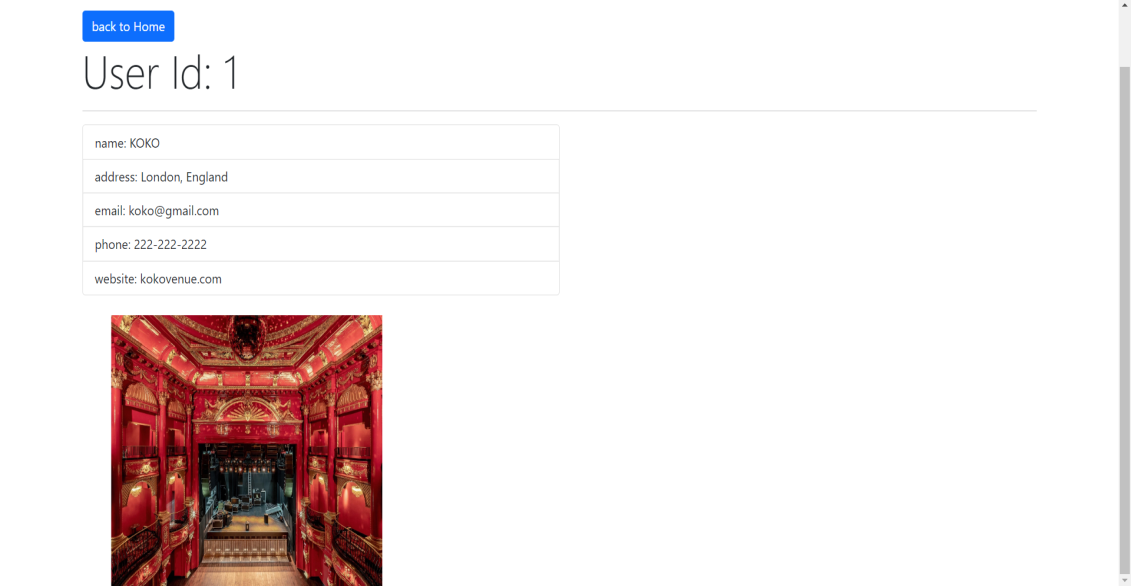 back to Home
User Id: 1
name: KOKO
address: London, England
email: koko@gmail.com
phone: 222-222-2222
website: kokovenue.com